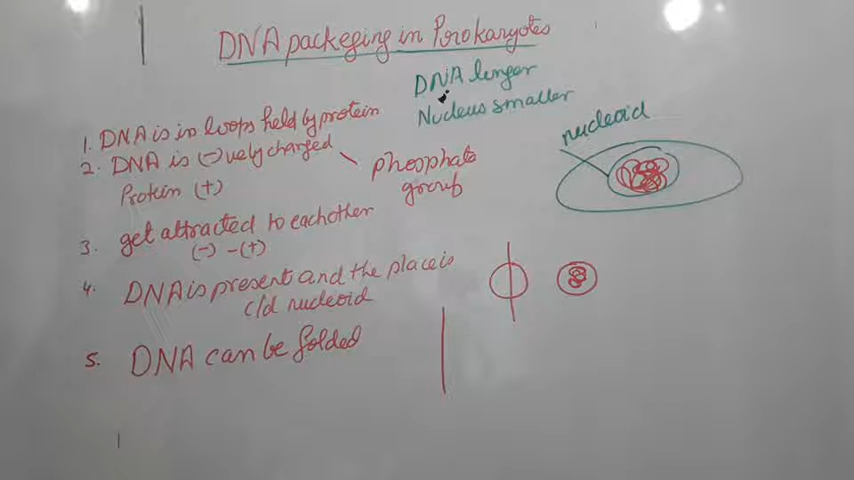 DNA packeging in Porokaryotes
DNA longer
Nucleus smaller
1. DNA is in loops held by protein
2. DNA is (-)vely charged
Protein (+)
phosphate
group
3. get attracted to eachother
(-) - (+)
4. DNA is present and the place is
c/d nucleoid
5. DNA can be folded
nucleoid